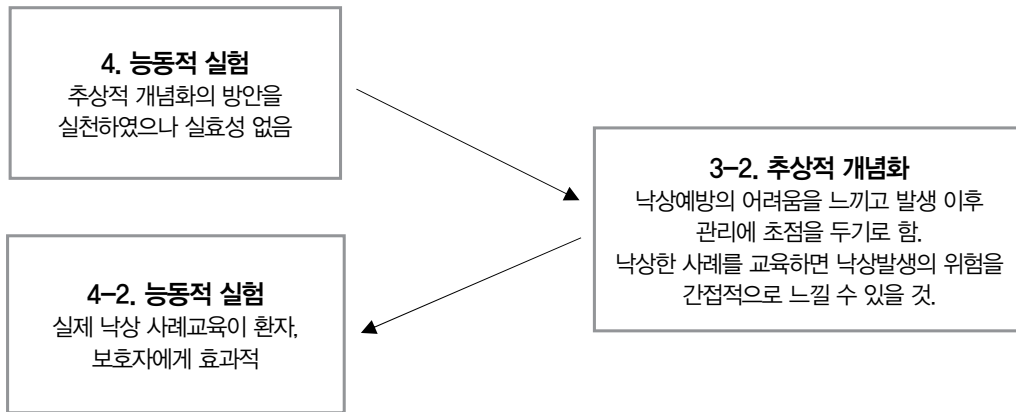 4. 능동적 실험
추상적 개념화의 방안을
실천하였으나 실효성 없음
3-2. 추상적 개념화
낙상예방의 어려움을 느끼고 발생 이후
관리에 초점을 두기로 함.
낙상한 사례를 교육하면 낙상발생의 위험을
간접적으로 느낄 수 있을 것.
4-2. 능동적 실험
실제 낙상 사례교육이 환자,
보호자에게 효과적